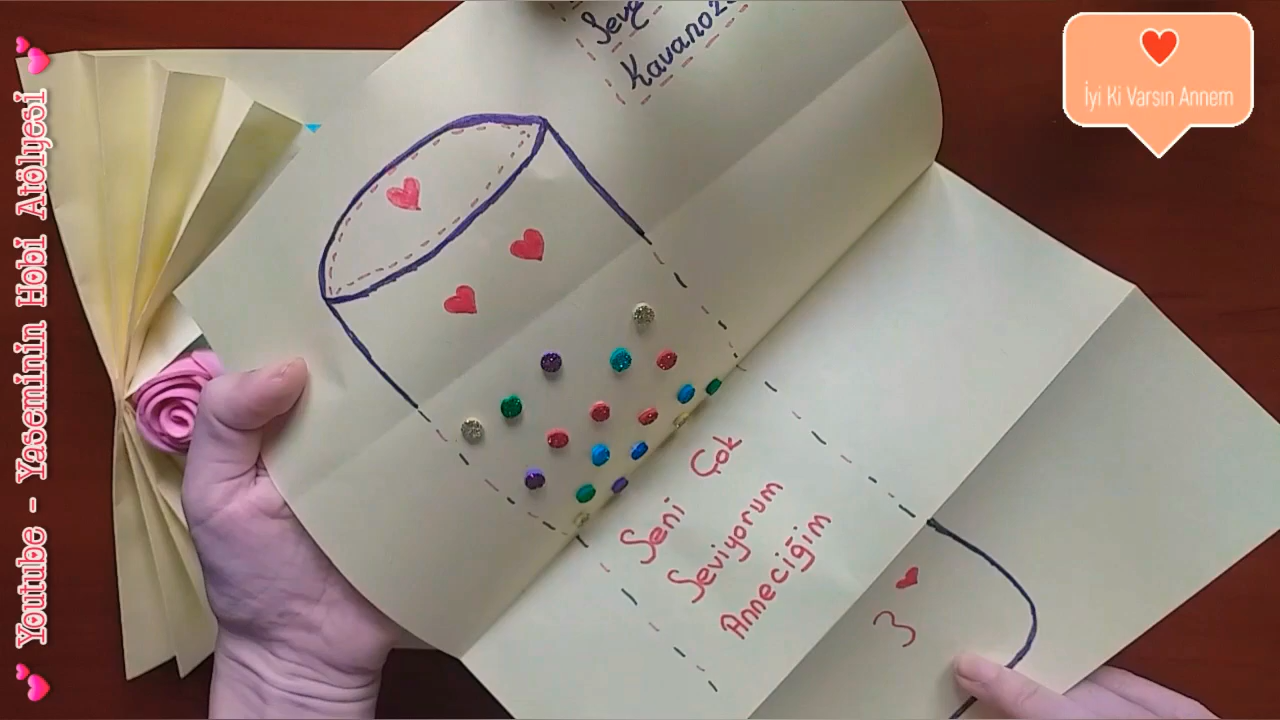 Sevgi
Kavanozu
Seni Çok
Seviyorum
Anneciğim
3
İyi Ki Varsın Annem
Youtube - Yaseminin Hobi Atölyesi